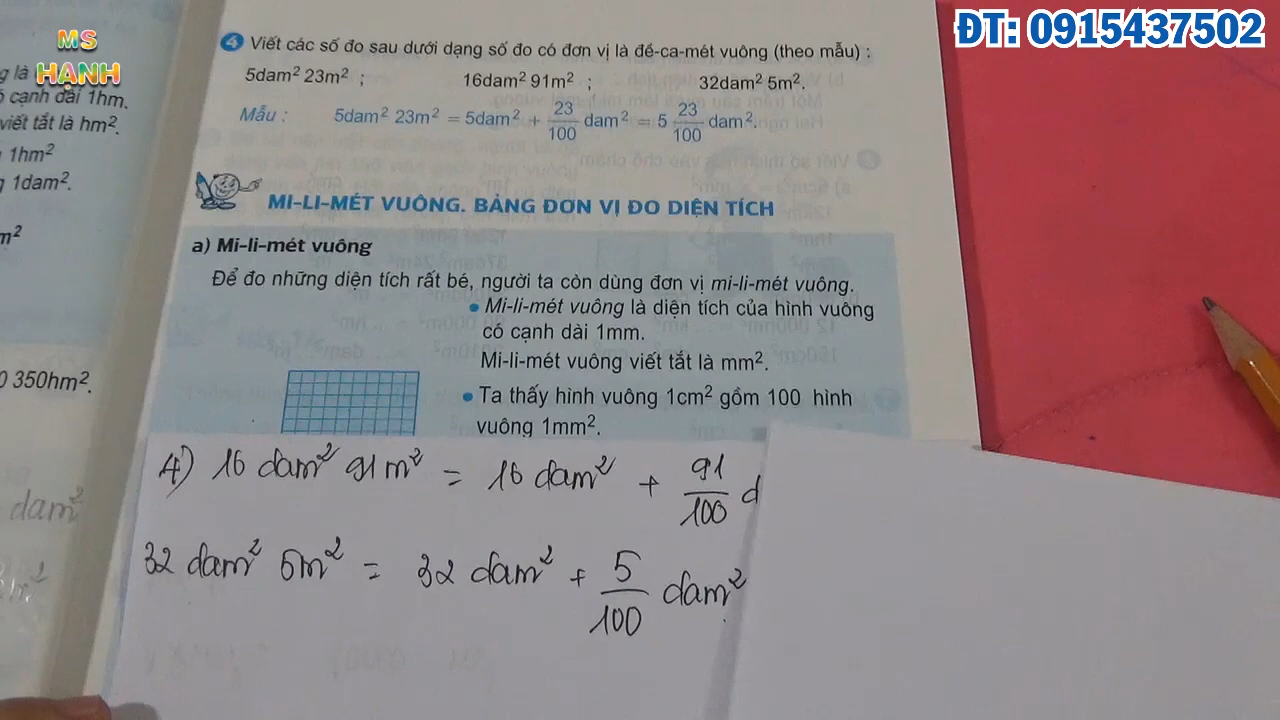 MS
HẠNH
ĐT: 0915437502
g là
cạnh dài 1hm.
viết tắt là hm².
1hm²
1dam².
m²
0 350hm².
dam²
4 Viết các số đo sau dưới dạng số đo có đơn vị là đề-ca-mét vuông (theo mẫu) :
5dam² 23m² ; 16dam² 91m² ; 32dam² 5m².
Mẫu : 5dam² 23m² = 5dam² + 23/100 dam² = 5 23/100 dam².
MI-LI-MÉT VUÔNG. BẢNG ĐƠN VỊ ĐO DIỆN TÍCH
a) Mi-li-mét vuông
Để đo những diện tích rất bé, người ta còn dùng đơn vị mi-li-mét vuông.
• Mi-li-mét vuông là diện tích của hình vuông
có cạnh dài 1mm.
Mi-li-mét vuông viết tắt là mm².
• Ta thấy hình vuông 1cm² gồm 100 hình
vuông 1mm².
4) 16 dam² 91m² = 16 dam² + 91/100 d
32 dam² 5m² = 32 dam² + 5/100 dam²